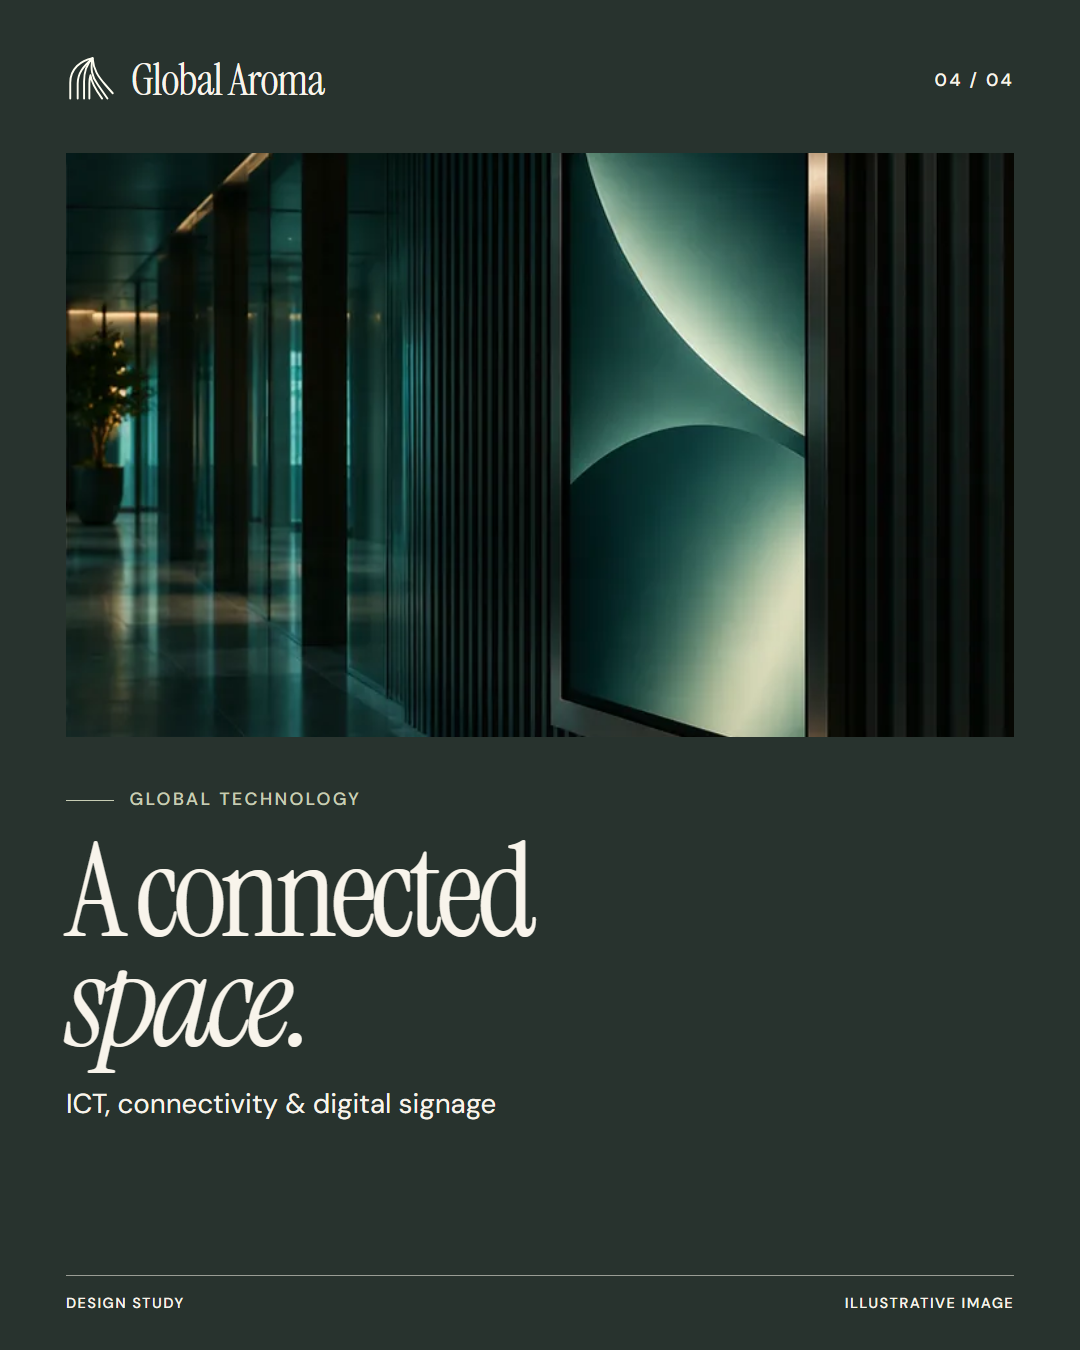 Global Aroma
04 / 04
GLOBAL TECHNOLOGY
A connected
space.
ICT, connectivity & digital signage
DESIGN STUDY
ILLUSTRATIVE IMAGE